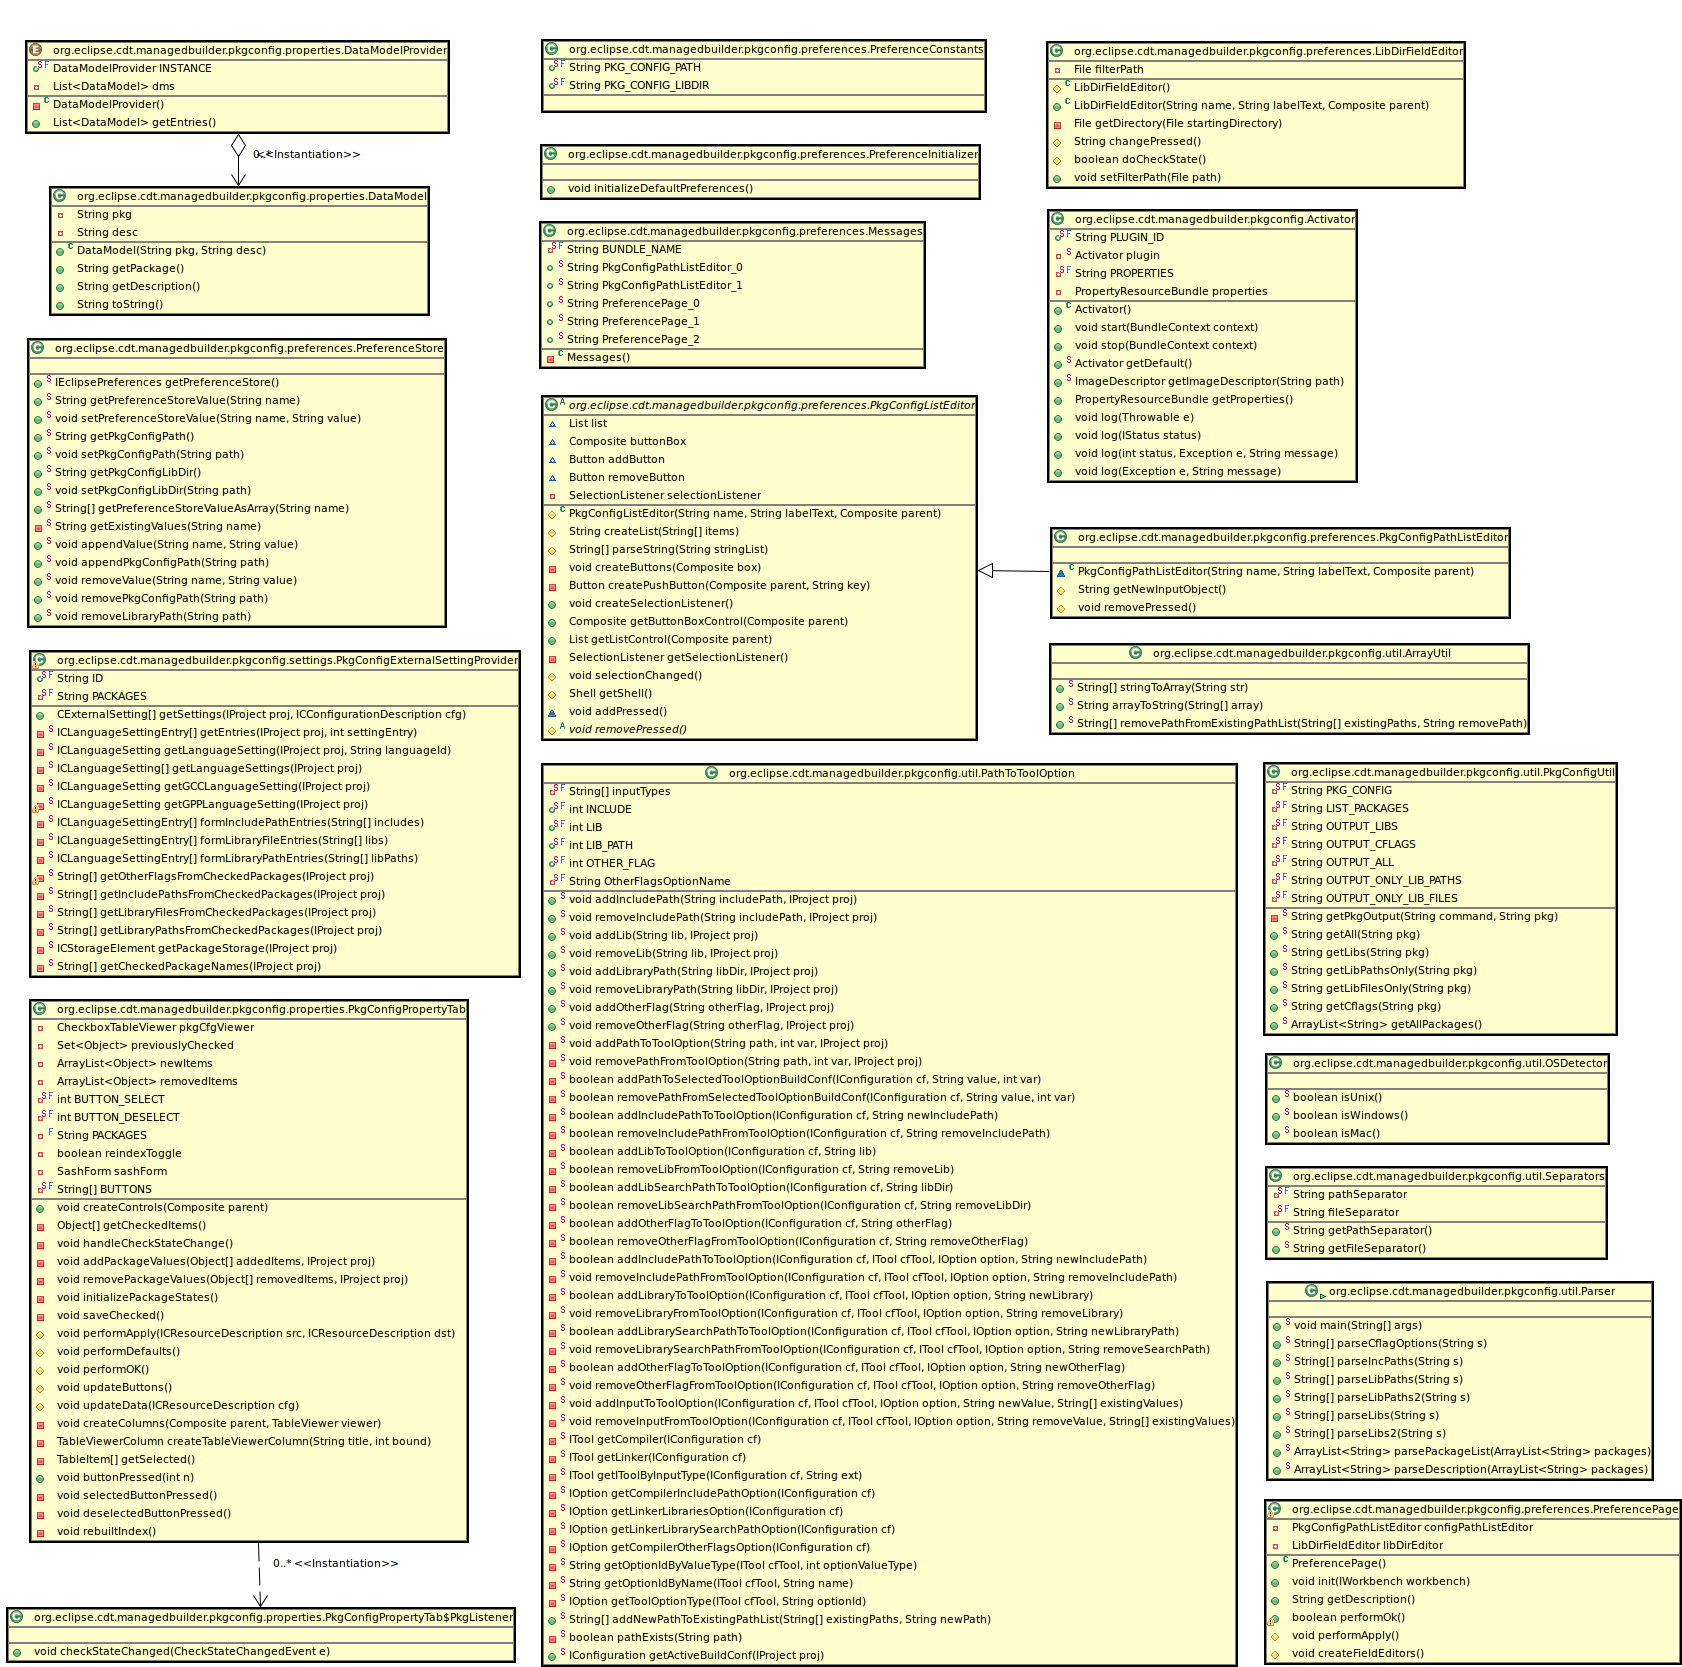 org.eclipse.cdt.managedbuilder.pkgconfig.properties.DataModelProvider
DataModelProvider INSTANCE
List<DataModel> dms
DataModelProvider()
List<DataModel> getEntries()
0..* <<Instantiation>>
org.eclipse.cdt.managedbuilder.pkgconfig.properties.DataModel
String pkg
String desc
DataModel(String pkg, String desc)
String getPackage()
String getDescription()
String toString()
org.eclipse.cdt.managedbuilder.pkgconfig.preferences.PreferenceStore
IEclipsePreferences getPreferenceStore()
String getPreferenceStoreValue(String name)
void setPreferenceStoreValue(String name, String value)
String getPkgConfigPath()
void setPkgConfigPath(String path)
String getPkgConfigLibDir()
void setPkgConfigLibDir(String path)
String[] getPreferenceStoreValueAsArray(String name)
String getExistingValues(String name)
void appendValue(String name, String value)
void appendPkgConfigPath(String path)
void removeValue(String name, String value)
void removePkgConfigPath(String path)
void removeLibraryPath(String path)
org.eclipse.cdt.managedbuilder.pkgconfig.settings.PkgConfigExternalSettingProvider
String ID
String PACKAGES
CExternalSetting[] getSettings(IProject proj, ICConfigurationDescription cfg)
ICLanguageSettingEntry[] getEntries(IProject proj, int settingEntry)
ICLanguageSetting getLanguageSetting(IProject proj, String languageId)
ICLanguageSetting[] getLanguageSettings(IProject proj)
ICLanguageSetting getGCCLanguageSetting(IProject proj)
ICLanguageSetting getGPPLanguageSetting(IProject proj)
ICLanguageSettingEntry[] formIncludePathEntries(String[] includes)
ICLanguageSettingEntry[] formLibraryFileEntries(String[] libs)
ICLanguageSettingEntry[] formLibraryPathEntries(String[] libPaths)
String[] getOtherFlagsFromCheckedPackages(IProject proj)
String[] getIncludePathsFromCheckedPackages(IProject proj)
String[] getLibraryFilesFromCheckedPackages(IProject proj)
String[] getLibraryPathsFromCheckedPackages(IProject proj)
ICStorageElement getPackageStorage(IProject proj)
String[] getCheckedPackageNames(IProject proj)
org.eclipse.cdt.managedbuilder.pkgconfig.properties.PkgConfigPropertyTab
CheckboxTableViewer pkgCfgViewer
Set<Object> previouslyChecked
ArrayList<Object> newItems
ArrayList<Object> removedItems
int BUTTON_SELECT
int BUTTON_DESELECT
String PACKAGES
boolean reindexToggle
SashForm sashForm
String[] BUTTONS
void createControls(Composite parent)
Object[] getCheckedItems()
void handleCheckStateChange()
void addPackageValues(Object[] addedItems, IProject proj)
void removePackageValues(Object[] removedItems, IProject proj)
void initializePackageStates()
void saveChecked()
void performApply(ICResourceDescription src, ICResourceDescription dst)
void performDefaults()
void performOK()
void updateButtons()
void updateData(ICResourceDescription cfg)
void createColumns(Composite parent, TableViewer viewer)
TableViewerColumn createTableViewerColumn(String title, int bound)
TableItem[] getSelected()
void buttonPressed(int n)
void selectedButtonPressed()
void deselectedButtonPressed()
void rebuiltIndex()
0..* <<Instantiation>>
org.eclipse.cdt.managedbuilder.pkgconfig.properties.PkgConfigPropertyTab$PkgListener
void checkStateChanged(CheckStateChangedEvent e)
org.eclipse.cdt.managedbuilder.pkgconfig.preferences.PreferenceConstants
String PKG_CONFIG_PATH
String PKG_CONFIG_LIBDIR
org.eclipse.cdt.managedbuilder.pkgconfig.preferences.PreferenceInitializer
void initializeDefaultPreferences()
org.eclipse.cdt.managedbuilder.pkgconfig.preferences.Messages
String BUNDLE_NAME
String PkgConfigPathListEditor_0
String PkgConfigPathListEditor_1
String PreferencePage_0
String PreferencePage_1
String PreferencePage_2
Messages()
org.eclipse.cdt.managedbuilder.pkgconfig.preferences.PkgConfigListEditor
List list
Composite buttonBox
Button addButton
Button removeButton
SelectionListener selectionListener
PkgConfigListEditor(String name, String labelText, Composite parent)
String createList(String[] items)
String[] parseString(String stringList)
void createButtons(Composite box)
Button createPushButton(Composite parent, String key)
void createSelectionListener()
Composite getButtonBoxControl(Composite parent)
List getListControl(Composite parent)
SelectionListener getSelectionListener()
void selectionChanged()
Shell getShell()
void addPressed()
void removePressed()
org.eclipse.cdt.managedbuilder.pkgconfig.util.PathToToolOption
String[] inputTypes
int INCLUDE
int LIB
int LIB_PATH
int OTHER_FLAG
String OtherFlagsOptionName
void addIncludePath(String includePath, IProject proj)
void removeIncludePath(String includePath, IProject proj)
void addLib(String lib, IProject proj)
void removeLib(String lib, IProject proj)
void addLibraryPath(String libDir, IProject proj)
void removeLibraryPath(String libDir, IProject proj)
void addOtherFlag(String otherFlag, IProject proj)
void removeOtherFlag(String otherFlag, IProject proj)
void addPathToToolOption(String path, int var, IProject proj)
void removePathFromToolOption(String path, int var, IProject proj)
boolean addPathToSelectedToolOptionBuildConf(IConfiguration cf, String value, int var)
boolean removePathFromSelectedToolOptionBuildConf(IConfiguration cf, String value, int var)
boolean addIncludePathToToolOption(IConfiguration cf, String newIncludePath)
boolean removeIncludePathFromToolOption(IConfiguration cf, String removeIncludePath)
boolean addLibToToolOption(IConfiguration cf, String lib)
boolean removeLibFromToolOption(IConfiguration cf, String removeLib)
boolean addLibSearchPathToToolOption(IConfiguration cf, String libDir)
boolean removeLibSearchPathFromToolOption(IConfiguration cf, String removeLibDir)
boolean addOtherFlagToToolOption(IConfiguration cf, String otherFlag)
boolean removeOtherFlagFromToolOption(IConfiguration cf, String removeOtherFlag)
boolean addIncludePathToToolOption(IConfiguration cf, ITool cfTool, IOption option, String newIncludePath)
void removeIncludePathFromToolOption(IConfiguration cf, ITool cfTool, IOption option, String removeIncludePath)
boolean addLibraryToToolOption(IConfiguration cf, ITool cfTool, IOption option, String newLibrary)
void removeLibraryFromToolOption(IConfiguration cf, ITool cfTool, IOption option, String removeLibrary)
boolean addLibrarySearchPathToToolOption(IConfiguration cf, ITool cfTool, IOption option, String newLibraryPath)
void removeLibrarySearchPathFromToolOption(IConfiguration cf, ITool cfTool, IOption option, String removeSearchPath)
boolean addOtherFlagToToolOption(IConfiguration cf, ITool cfTool, IOption option, String newOtherFlag)
void removeOtherFlagFromToolOption(IConfiguration cf, ITool cfTool, IOption option, String removeOtherFlag)
void addInputToToolOption(IConfiguration cf, ITool cfTool, IOption option, String newValue, String[] existingValues)
void removeInputFromToolOption(IConfiguration cf, ITool cfTool, IOption option, String removeValue, String[] existingValues)
ITool getCompiler(IConfiguration cf)
ITool getLinker(IConfiguration cf)
ITool getIToolByInputType(IConfiguration cf, String ext)
IOption getCompilerIncludePathOption(IConfiguration cf)
IOption getLinkerLibrariesOption(IConfiguration cf)
IOption getLinkerLibrarySearchPathOption(IConfiguration cf)
IOption getCompilerOtherFlagsOption(IConfiguration cf)
String getOptionIdByValueType(ITool cfTool, int optionValueType)
String getOptionIdByName(ITool cfTool, String name)
IOption getToolOptionType(ITool cfTool, String optionId)
String[] addNewPathToExistingPathList(String[] existingPaths, String newPath)
boolean pathExists(String path)
IConfiguration getActiveBuildConf(IProject proj)
org.eclipse.cdt.managedbuilder.pkgconfig.preferences.LibDirFieldEditor
File filterPath
LibDirFieldEditor()
LibDirFieldEditor(String name, String labelText, Composite parent)
File getDirectory(File startingDirectory)
String changePressed()
boolean doCheckState()
void setFilterPath(File path)
org.eclipse.cdt.managedbuilder.pkgconfig.Activator
String PLUGIN_ID
Activator plugin
String PROPERTIES
PropertyResourceBundle properties
Activator()
void start(BundleContext context)
void stop(BundleContext context)
Activator getDefault()
ImageDescriptor getImageDescriptor(String path)
PropertyResourceBundle getProperties()
void log(Throwable e)
void log(IStatus status)
void log(int status, Exception e, String message)
void log(Exception e, String message)
org.eclipse.cdt.managedbuilder.pkgconfig.preferences.PkgConfigPathListEditor
PkgConfigPathListEditor(String name, String labelText, Composite parent)
String getNewInputObject()
void removePressed()
org.eclipse.cdt.managedbuilder.pkgconfig.util.ArrayUtil
String[] stringToArray(String str)
String arrayToString(String[] array)
String[] removePathFromExistingPathList(String[] existingPaths, String removePath)
org.eclipse.cdt.managedbuilder.pkgconfig.util.PkgConfigUtil
String PKG_CONFIG
String LIST_PACKAGES
String OUTPUT_LIBS
String OUTPUT_CFLAGS
String OUTPUT_ALL
String OUTPUT_ONLY_LIB_PATHS
String OUTPUT_ONLY_LIB_FILES
String getPkgOutput(String command, String pkg)
String getAll(String pkg)
String getLibs(String pkg)
String getLibPathsOnly(String pkg)
String getLibFilesOnly(String pkg)
String getCflags(String pkg)
ArrayList<String> getAllPackages()
org.eclipse.cdt.managedbuilder.pkgconfig.util.OSDetector
boolean isUnix()
boolean isWindows()
boolean isMac()
org.eclipse.cdt.managedbuilder.pkgconfig.util.Separators
String pathSeparator
String fileSeparator
String getPathSeparator()
String getFileSeparator()
org.eclipse.cdt.managedbuilder.pkgconfig.util.Parser
void main(String[] args)
String[] parseCflagOptions(String s)
String[] parseIncPaths(String s)
String[] parseLibPaths(String s)
String[] parseLibPaths2(String s)
String[] parseLibs(String s)
String[] parseLibs2(String s)
ArrayList<String> parsePackageList(ArrayList<String> packages)
ArrayList<String> parseDescription(ArrayList<String> packages)
org.eclipse.cdt.managedbuilder.pkgconfig.preferences.PreferencePage
PkgConfigPathListEditor configPathListEditor
LibDirFieldEditor libDirEditor
PreferencePage()
void init(IWorkbench workbench)
String getDescription()
boolean performOk()
void performApply()
void createFieldEditors()